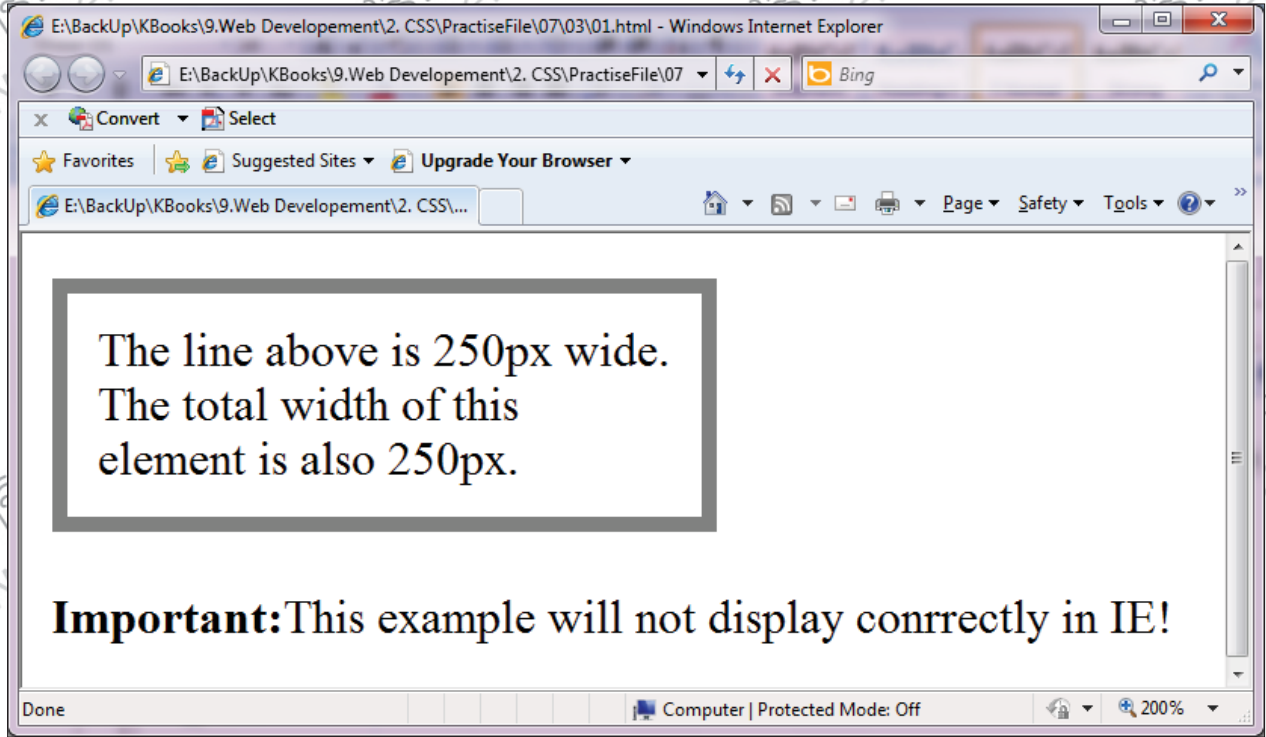 E:\BackUp\KBooks\9.Web Developement\2. CSS\PractiseFile\07\03\01.html - Windows Internet Explorer
E:\BackUp\KBooks\9.Web Developement\2. CSS\PractiseFile\07 Bing
x Convert Select
Favorites Suggested Sites Upgrade Your Browser
E:\BackUp\KBooks\9.Web Developement\2. CSS\... Page Safety Tools
The line above is 250px wide.
The total width of this
element is also 250px.
Important:This example will not display conrrectly in IE!
Done Computer | Protected Mode: Off 200%